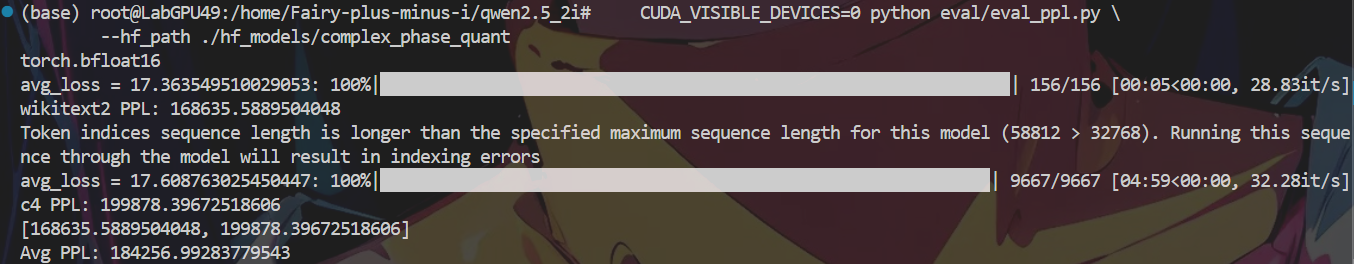 (base) root@LabGPU49:/home/Fairy-plus-minus-i/qwen2.5_2i#     CUDA_VISIBLE_DEVICES=0 python eval/eval_ppl.py \
        --hf_path ./hf_models/complex_phase_quant
torch.bfloat16
avg_loss = 17.363549510029053: 100%|██████████| 156/156 [00:05<00:00, 28.83it/s]
wikitext2 PPL: 168635.5889504048
Token indices sequence length is longer than the specified maximum sequence length for this model (58812 > 32768). Running this seque
nce through the model will result in indexing errors
avg_loss = 17.608763025450447: 100%|██████████| 9667/9667 [04:59<00:00, 32.28it/s]
c4 PPL: 199878.39672518606
[168635.5889504048, 199878.39672518606]
Avg PPL: 184256.99283779543